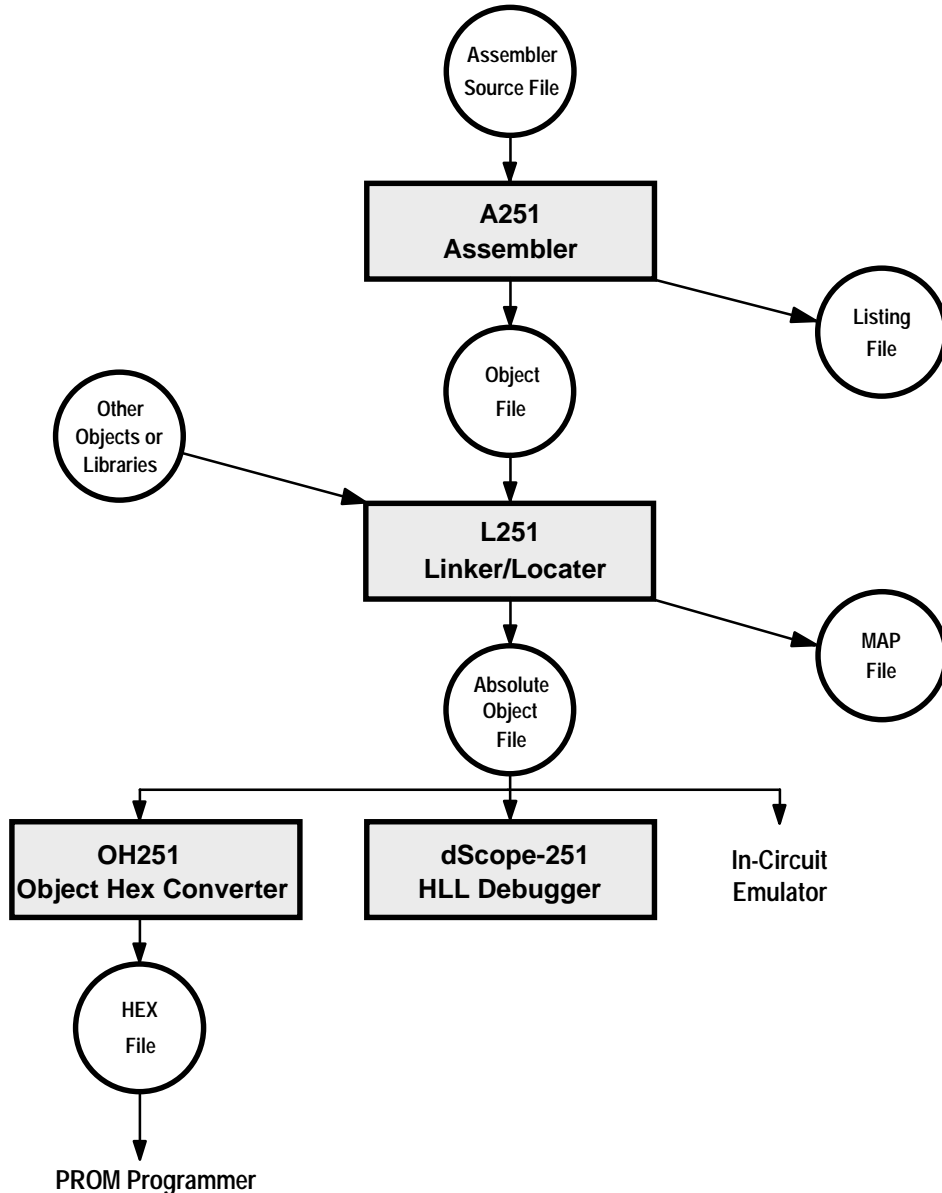 Assembler
Source File
A251
Assembler
Listing
File
Object
File
Other
Objects or
Libraries
L251
Linker/Locater
MAP
File
Absolute
Object
File
OH251
Object Hex Converter
dScope-251
HLL Debugger
In-Circuit
Emulator
HEX
File
PROM Programmer